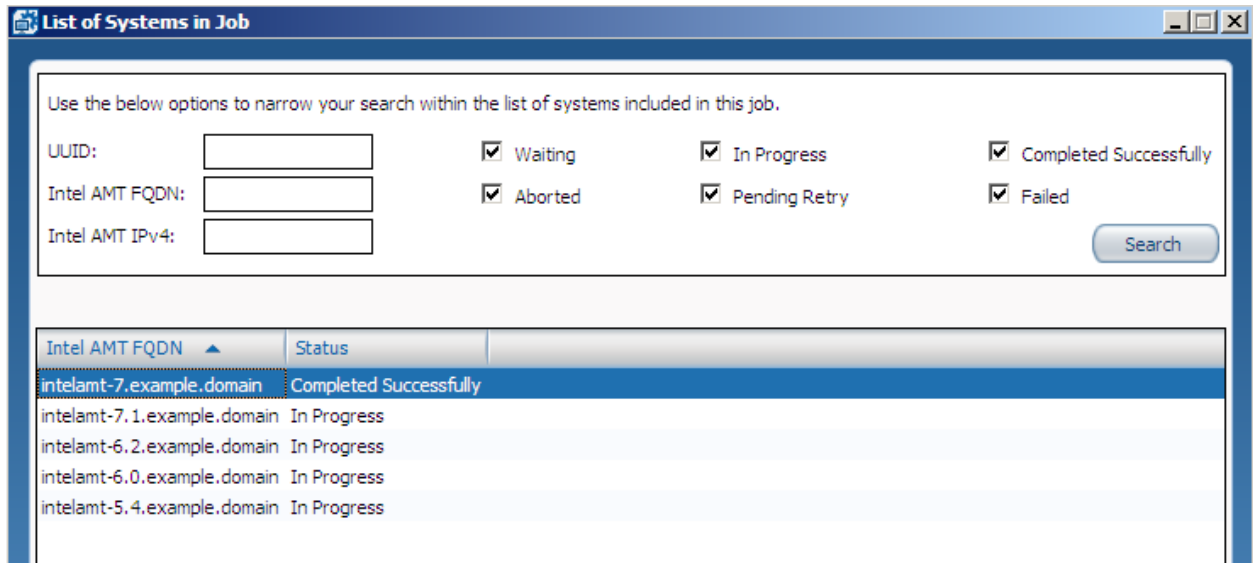 List of Systems in Job
Use the below options to narrow your search within the list of systems included in this job.
UUID: Waiting In Progress Completed Successfully
Intel AMT FQDN: Aborted Pending Retry Failed
Intel AMT IPv4: Search
Intel AMT FQDN Status
intelamt-7.example.domain Completed Successfully
intelamt-7.1.example.domain In Progress
intelamt-6.2.example.domain In Progress
intelamt-6.0.example.domain In Progress
intelamt-5.4.example.domain In Progress